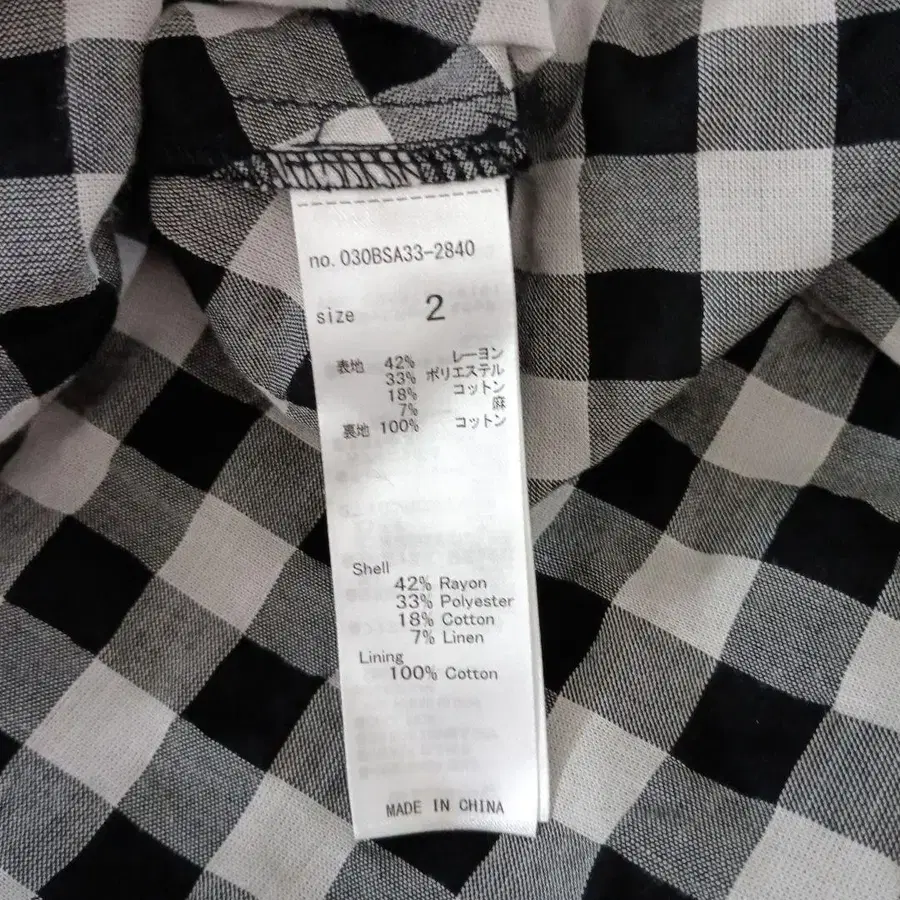 no. 030BSA33-2840
size 2
表地 42% レーヨン
33% ポリエステル
18% コットン
7% 麻
裏地 100% コットン
Shell
42% Rayon
33% Polyester
18% Cotton
7% Linen
Lining
100% Cotton
MADE IN CHINA